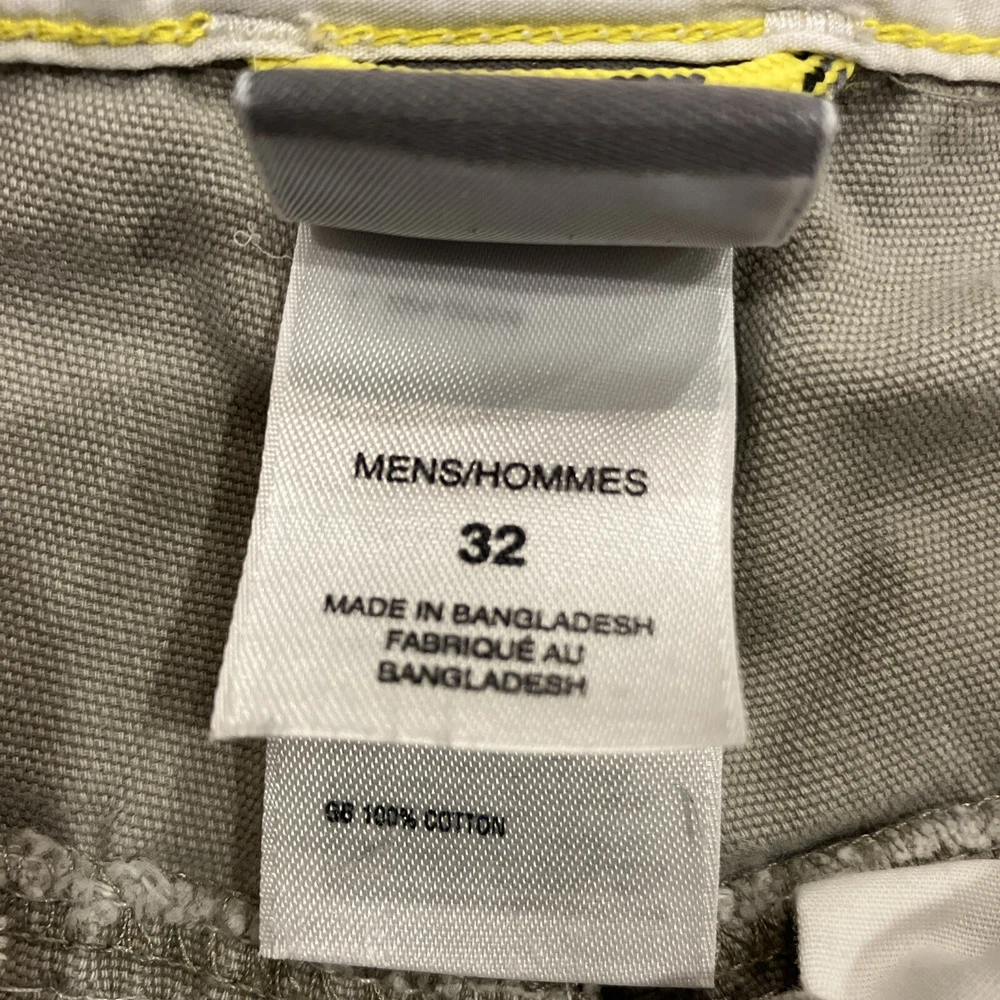 MENS/HOMMES
32
MADE IN BANGLADESH
FABRIQUÉ AU
BANGLADESH
GB 100% COTTON